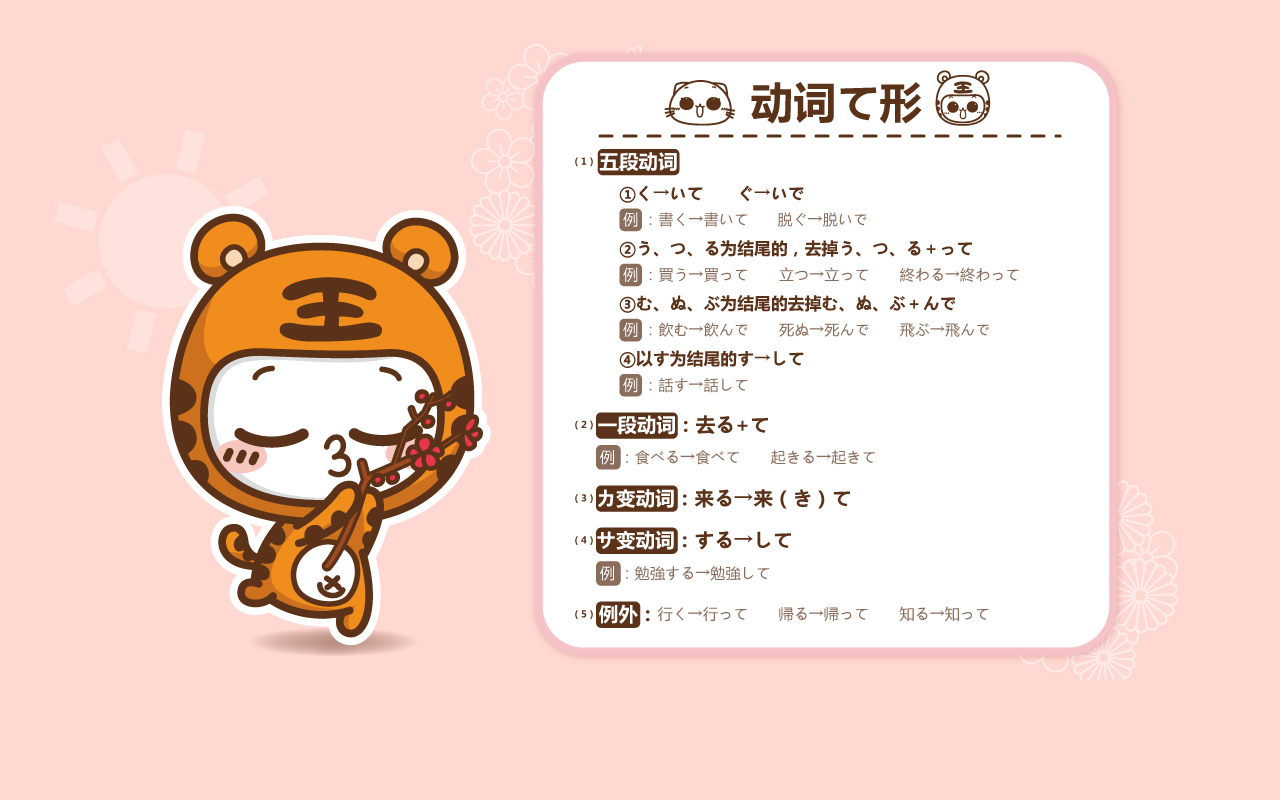 动词て形
（1）五段动词
①く→いて　　ぐ→いで
例：書く→書いて　　脱ぐ→脱いで
②う、つ、る为结尾的，去掉う、つ、る＋って
例：買う→買って　　立つ→立って　　終わる→終わって
③む、ぬ、ぶ为结尾的去掉む、ぬ、ぶ＋んで
例：飲む→飲んで　　死ぬ→死んで　　飛ぶ→飛んで
④以す为结尾的す→して
例：話す→話して
（2）一段动词：去る+て
例：食べる→食べて　　起きる→起きて
（3）カ变动词：来る→来（き）て
（4）サ变动词：する→して
例：勉強する→勉強して
（5）例外：行く→行って　　帰る→帰って　　知る→知って
王